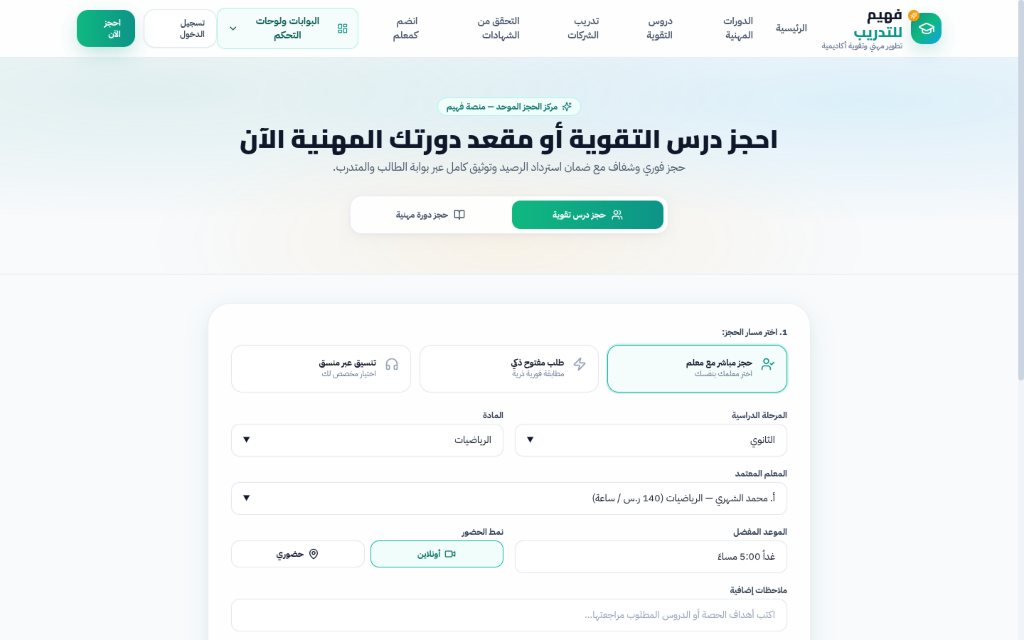 فهيم
للتدريب
تطوير مهني وتقوية أكاديمية
الرئيسية
الدورات المهنية
دروس التقوية
تدريب الشركات
التحقق من الشهادات
انضم كمعلم
البوابات ولوحات التحكم
تسجيل الدخول
احجز الآن
مركز الحجز الموحد — منصة فهيم
احجز درس التقوية أو مقعد دورتك المهنية الآن
حجز فوري وشفاف مع ضمان استرداد الرصيد وتوثيق كامل عبر بوابة الطالب والمتدرب.
حجز درس تقوية
حجز دورة مهنية
1. اختر مسار الحجز:
حجز مباشر مع معلم
اختر معلمك بنفسك
طلب مفتوح ذكي
مطابقة فورية ذرية
تنسيق عبر منسق
اختيار مخصص لك
المرحلة الدراسية
المادة
الثانوي
الرياضيات
المعلم المعتمد
أ. محمد الشهري — الرياضيات (140 ر.س / ساعة)
الموعد المفضل
نمط الحضور
غداً 5:00 مساءً
أونلاين
حضوري
ملاحظات إضافية
اكتب أهداف الحصة أو الدروس المطلوب مراجعتها...